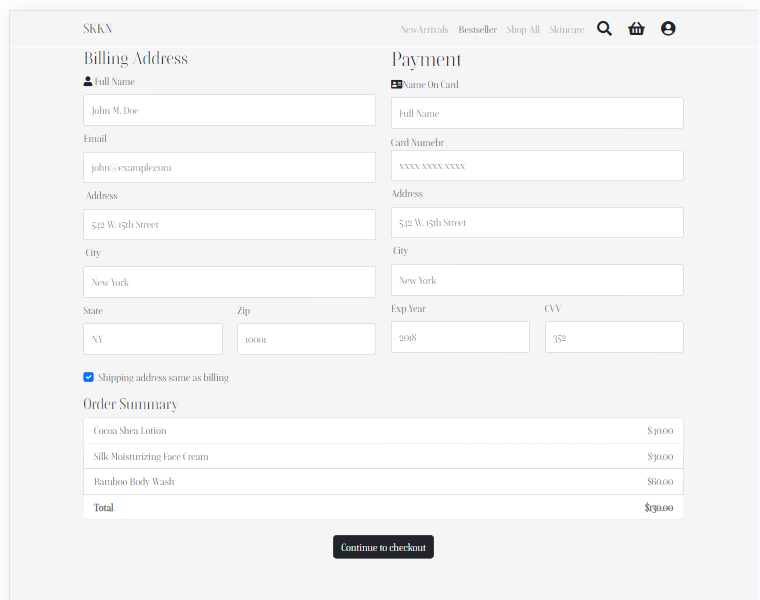 SKKN
NewArrivals Bestseller Shop All Skincare
Billing Address
Full Name
John M. Doe
Email
john@example.com
Address
542 W. 15th Street
City
New York
State Zip
NY 10001
Shipping address same as billing
Payment
Name On Card
Full Name
Card Numebr
xxxx xxxx xxxx
Address
542 W. 15th Street
City
New York
Exp Year CVV
2018 352
Order Summary
Cocoa Shea Lotion $40.00
Silk Moisturizing Face Cream $30.00
Bamboo Body Wash $60.00
Total $130.00
Continue to checkout